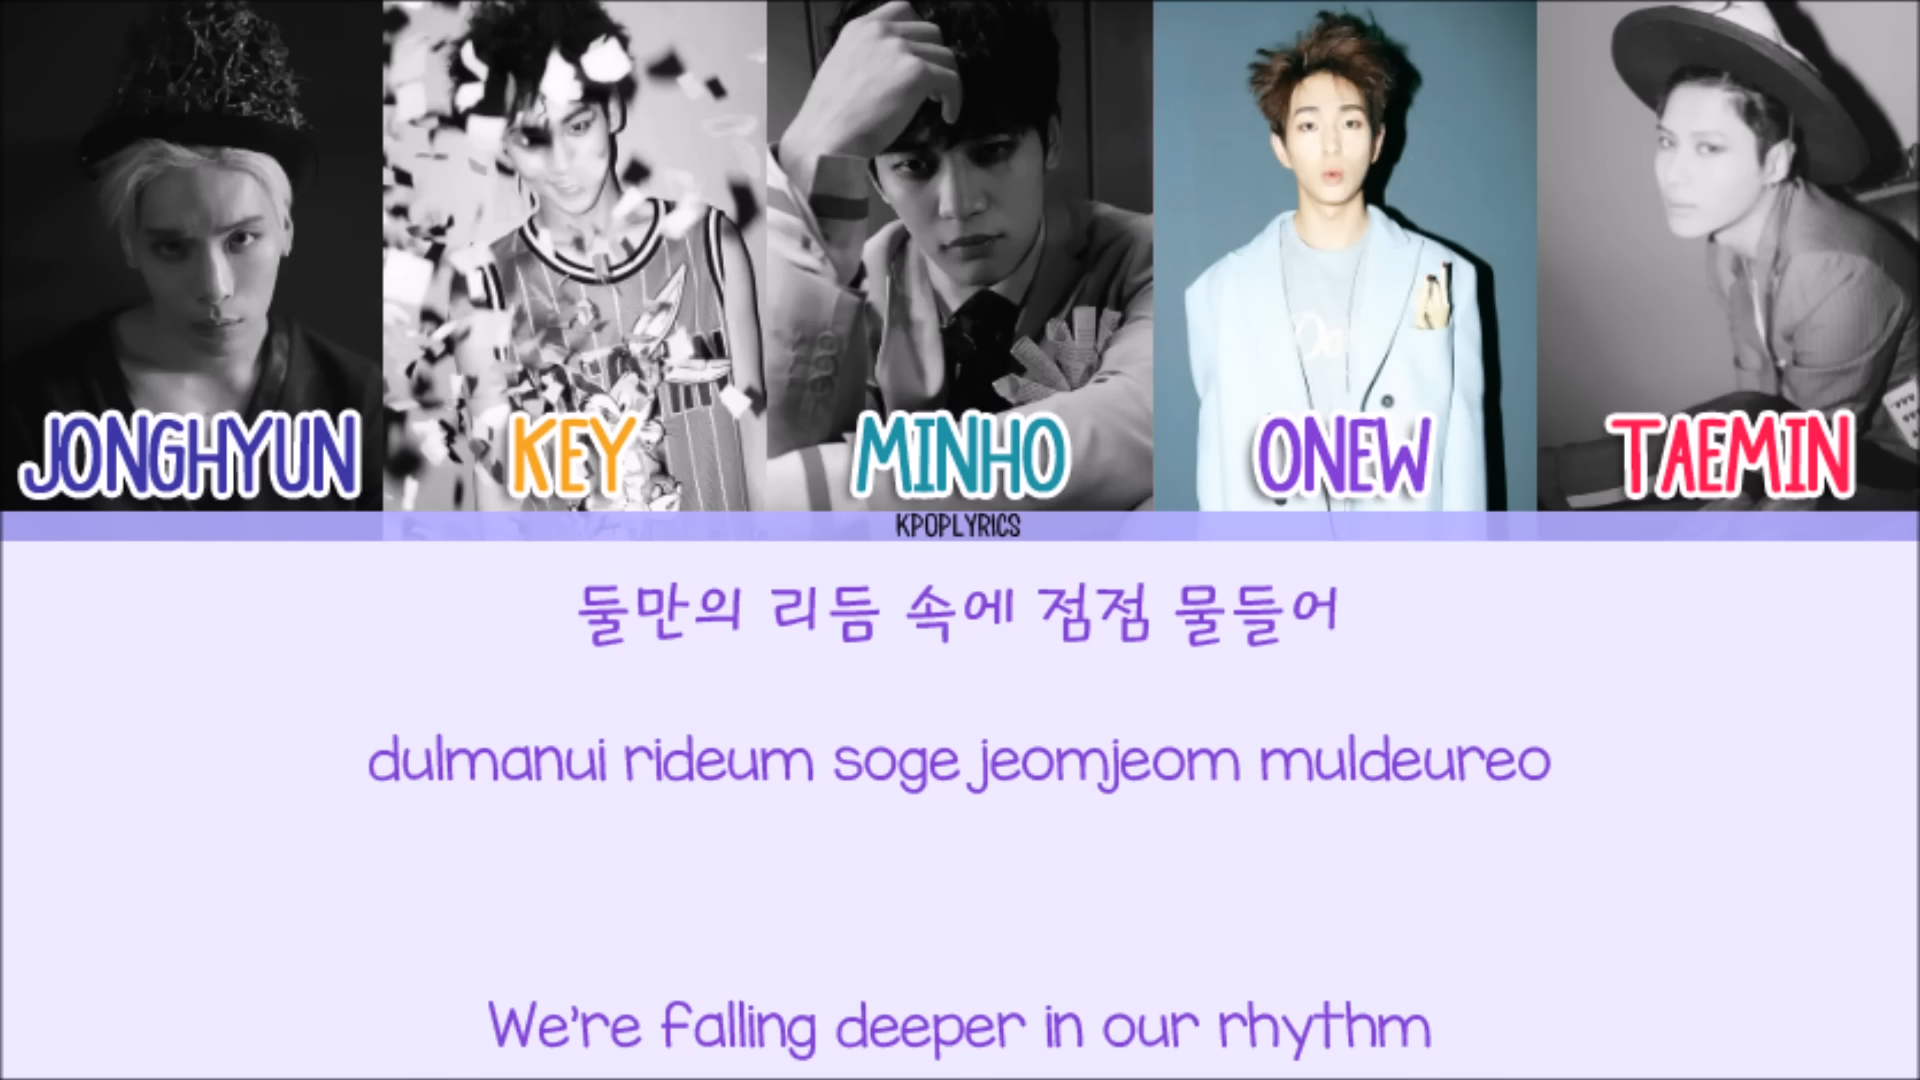 JONGHYUN KEY MINHO ONEW TAEMIN
KPOPLYRICS
둘만의 리듬 속에 점점 물들어
dulmanui rideum soge jeomjeom muldeureo
We're falling deeper in our rhythm